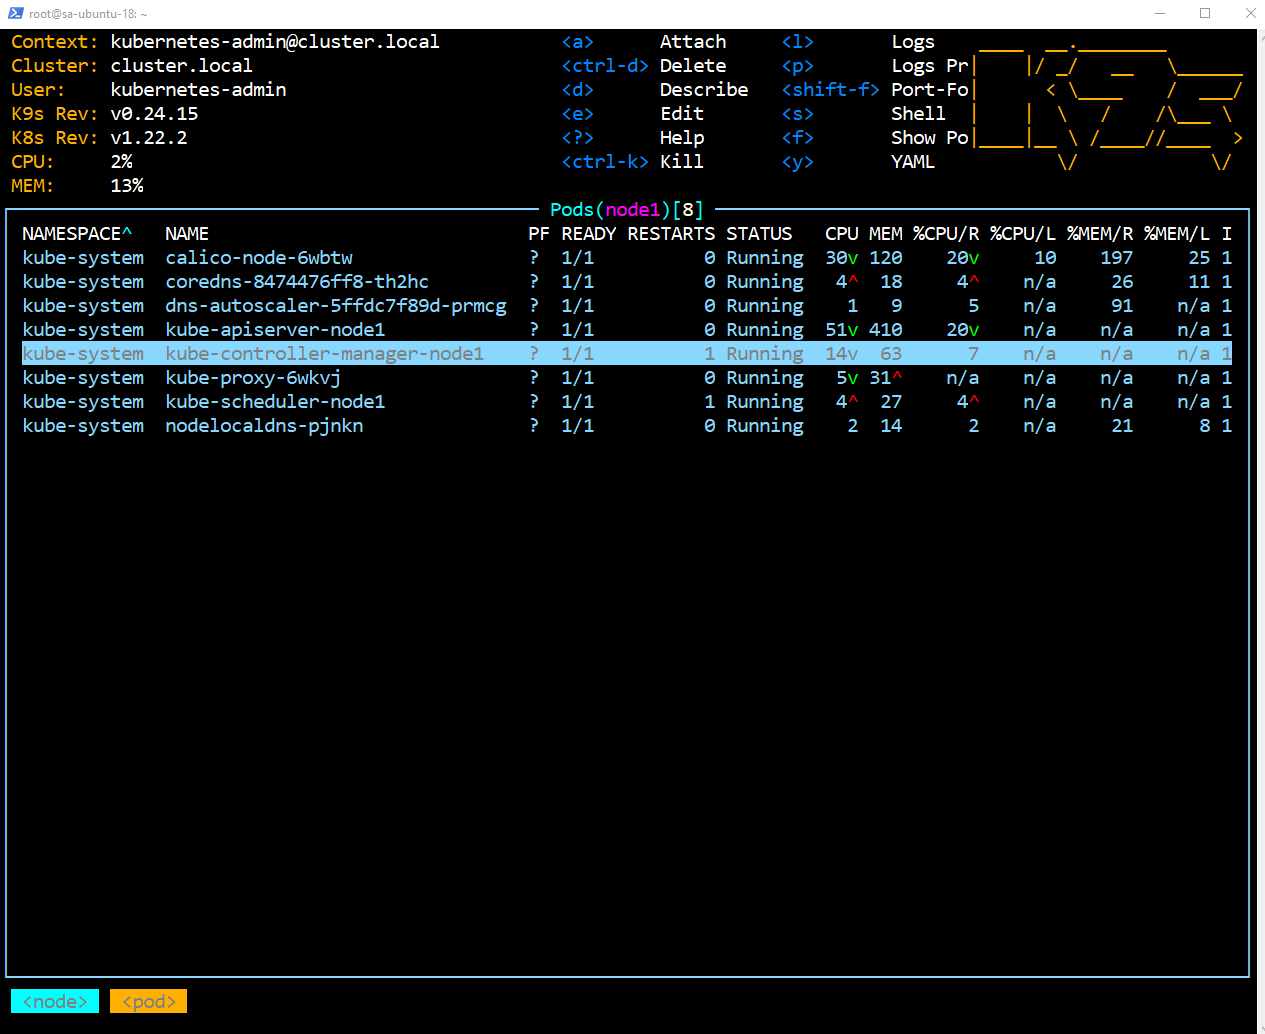 root@sa-ubuntu-18: ~
Context: kubernetes-admin@cluster.local <a> Attach <l> Logs
Cluster: cluster.local <ctrl-d> Delete <p> Logs Pr
User: kubernetes-admin <d> Describe <shift-f> Port-Fo
K9s Rev: v0.24.15 <e> Edit <s> Shell
K8s Rev: v1.22.2 <?> Help <f> Show Po
CPU: 2% <ctrl-k> Kill <y> YAML
MEM: 13%
Pods(node1)[8]
NAMESPACE^ NAME PF READY RESTARTS STATUS CPU MEM %CPU/R %CPU/L %MEM/R %MEM/L I
kube-system calico-node-6wbtw ? 1/1 0 Running 30v 120 20v 10 197 25 1
kube-system coredns-8474476ff8-th2hc ? 1/1 0 Running 4^ 18 4^ n/a 26 11 1
kube-system dns-autoscaler-5ffdc7f89d-prmcg ? 1/1 0 Running 1 9 5 n/a 91 n/a 1
kube-system kube-apiserver-node1 ? 1/1 0 Running 51v 410 20v n/a n/a n/a 1
kube-system kube-controller-manager-node1 ? 1/1 1 Running 14v 63 7 n/a n/a n/a 1
kube-system kube-proxy-6wkvj ? 1/1 0 Running 5v 31^ n/a n/a n/a n/a 1
kube-system kube-scheduler-node1 ? 1/1 1 Running 4^ 27 4^ n/a n/a n/a 1
kube-system nodelocaldns-pjnkn ? 1/1 0 Running 2 14 2 n/a 21 8 1
<node> <pod>